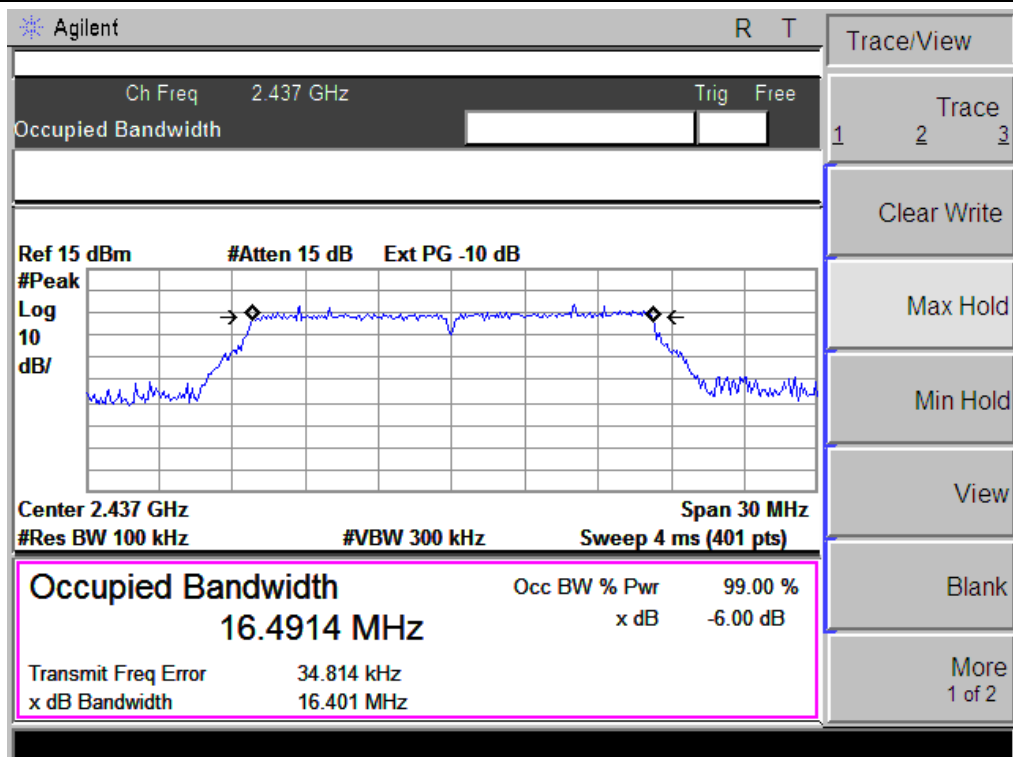 Agilent R T
Trace/View
Ch Freq 2.437 GHz Trig Free
Occupied Bandwidth
Trace
1 2 3
Clear Write
Ref 15 dBm #Atten 15 dB Ext PG -10 dB
#Peak
Log
10
dB/
Max Hold
Min Hold
View
Center 2.437 GHz Span 30 MHz
#Res BW 100 kHz #VBW 300 kHz Sweep 4 ms (401 pts)
Occupied Bandwidth Occ BW % Pwr 99.00 %
16.4914 MHz x dB -6.00 dB
Blank
Transmit Freq Error 34.814 kHz
x dB Bandwidth 16.401 MHz
More
1 of 2